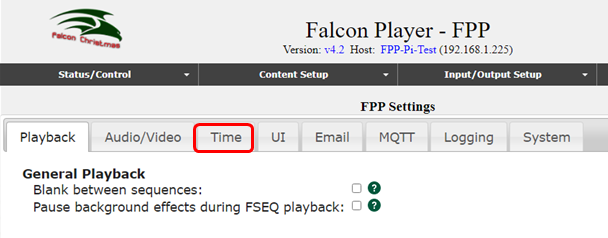 Falcon Christmas
Falcon Player - FPP
Version: v4.2 Host: FPP-Pi-Test (192.168.1.225)
Status/Control Content Setup Input/Output Setup
FPP Settings
Playback Audio/Video Time UI Email MQTT Logging System
General Playback
Blank between sequences: ?
Pause background effects during FSEQ playback: ?